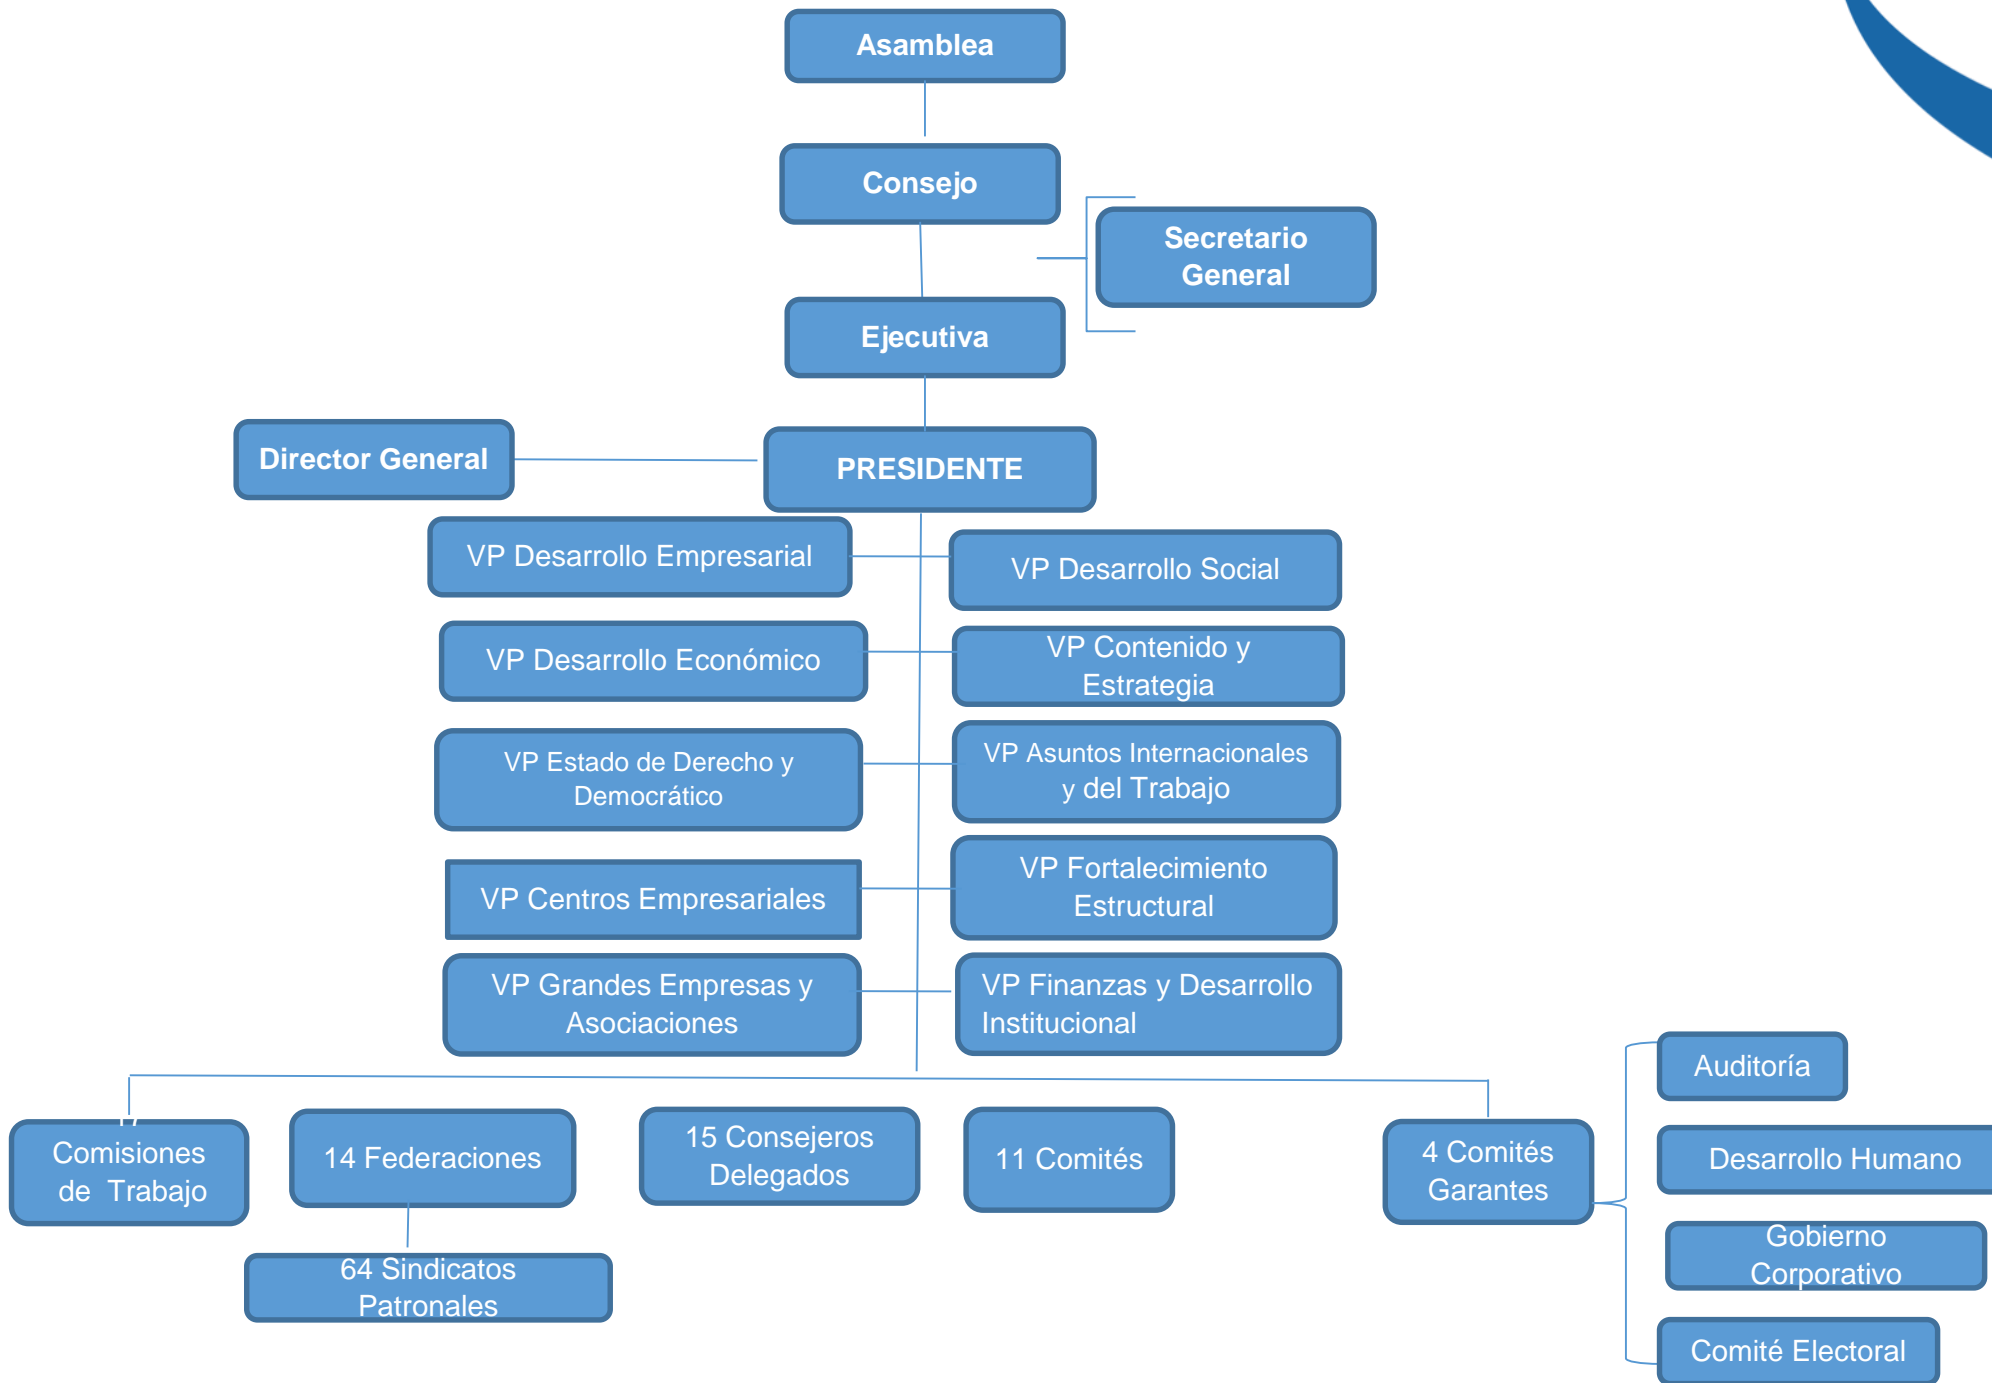 Asamblea
Consejo
Secretario
General
Ejecutiva
Director General
PRESIDENTE
VP Desarrollo Empresarial
VP Desarrollo Social
VP Desarrollo Económico
VP Contenido y
Estrategia
VP Estado de Derecho y
Democrático
VP Asuntos Internacionales
y del Trabajo
VP Centros Empresariales
VP Fortalecimiento
Estructural
VP Grandes Empresas y
Asociaciones
VP Finanzas y Desarrollo
Institucional
Comisiones
de Trabajo
14 Federaciones
15 Consejeros
Delegados
11 Comités
4 Comités
Garantes
64 Sindicatos
Patronales
Auditoría
Desarrollo Humano
Gobierno
Corporativo
Comité Electoral